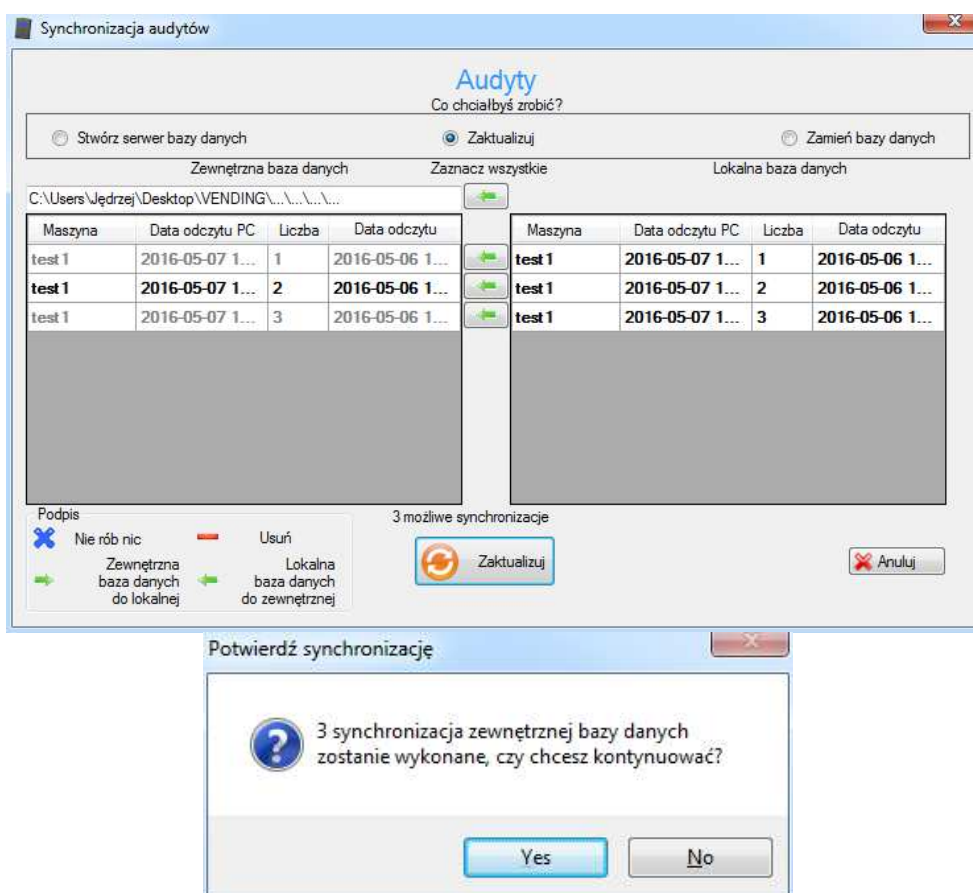 Synchronizacja audytów
Audyty
Co chciałbyś zrobić?
Stwórz serwer bazy danych Zaktualizuj Zamień bazy danych
Zewnętrzna baza danych Zaznacz wszystkie Lokalna baza danych
C:\Users\Jędrzej\Desktop\VENDING\...\...\...\...
Maszyna Data odczytu PC Liczba Data odczytu Maszyna Data odczytu PC Liczba Data odczytu
test1 2016-05-07 1... 1 2016-05-06 1... test1 2016-05-07 1... 1 2016-05-06 1...
test1 2016-05-07 1... 2 2016-05-06 1... test1 2016-05-07 1... 2 2016-05-06 1...
test1 2016-05-07 1... 3 2016-05-06 1... test1 2016-05-07 1... 3 2016-05-06 1...
Podpis
3 możliwe synchronizacje
Nie rób nic Usuń
Zewnętrzna baza danych do lokalnej
Lokalna baza danych do zewnętrznej
Zaktualizuj
Anuluj
Potwierdź synchronizację
3 synchronizacja zewnętrznej bazy danych
zostanie wykonane, czy chcesz kontynuować?
Yes No